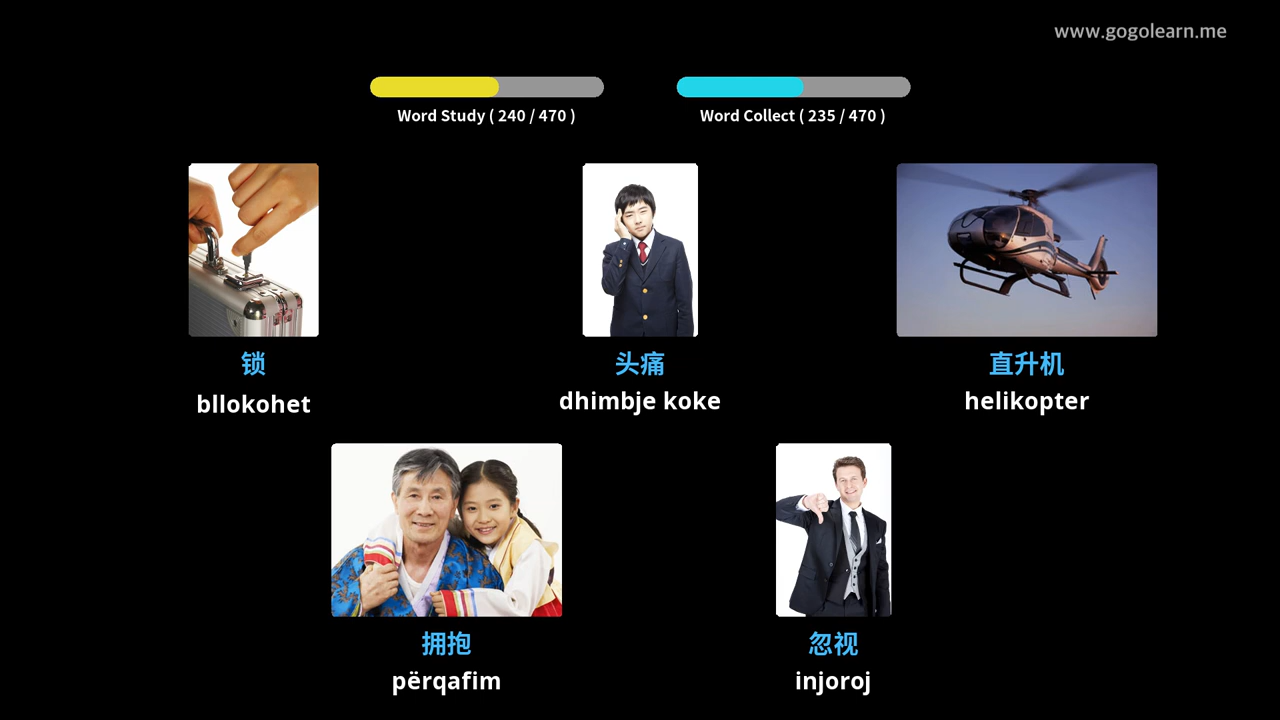 www.gogolearn.me
Word Study ( 240 / 470 )
Word Collect ( 235 / 470 )
锁
bllokohet
头痛
dhimbje koke
直升机
helikopter
拥抱
përqafim
忽视
injoroj